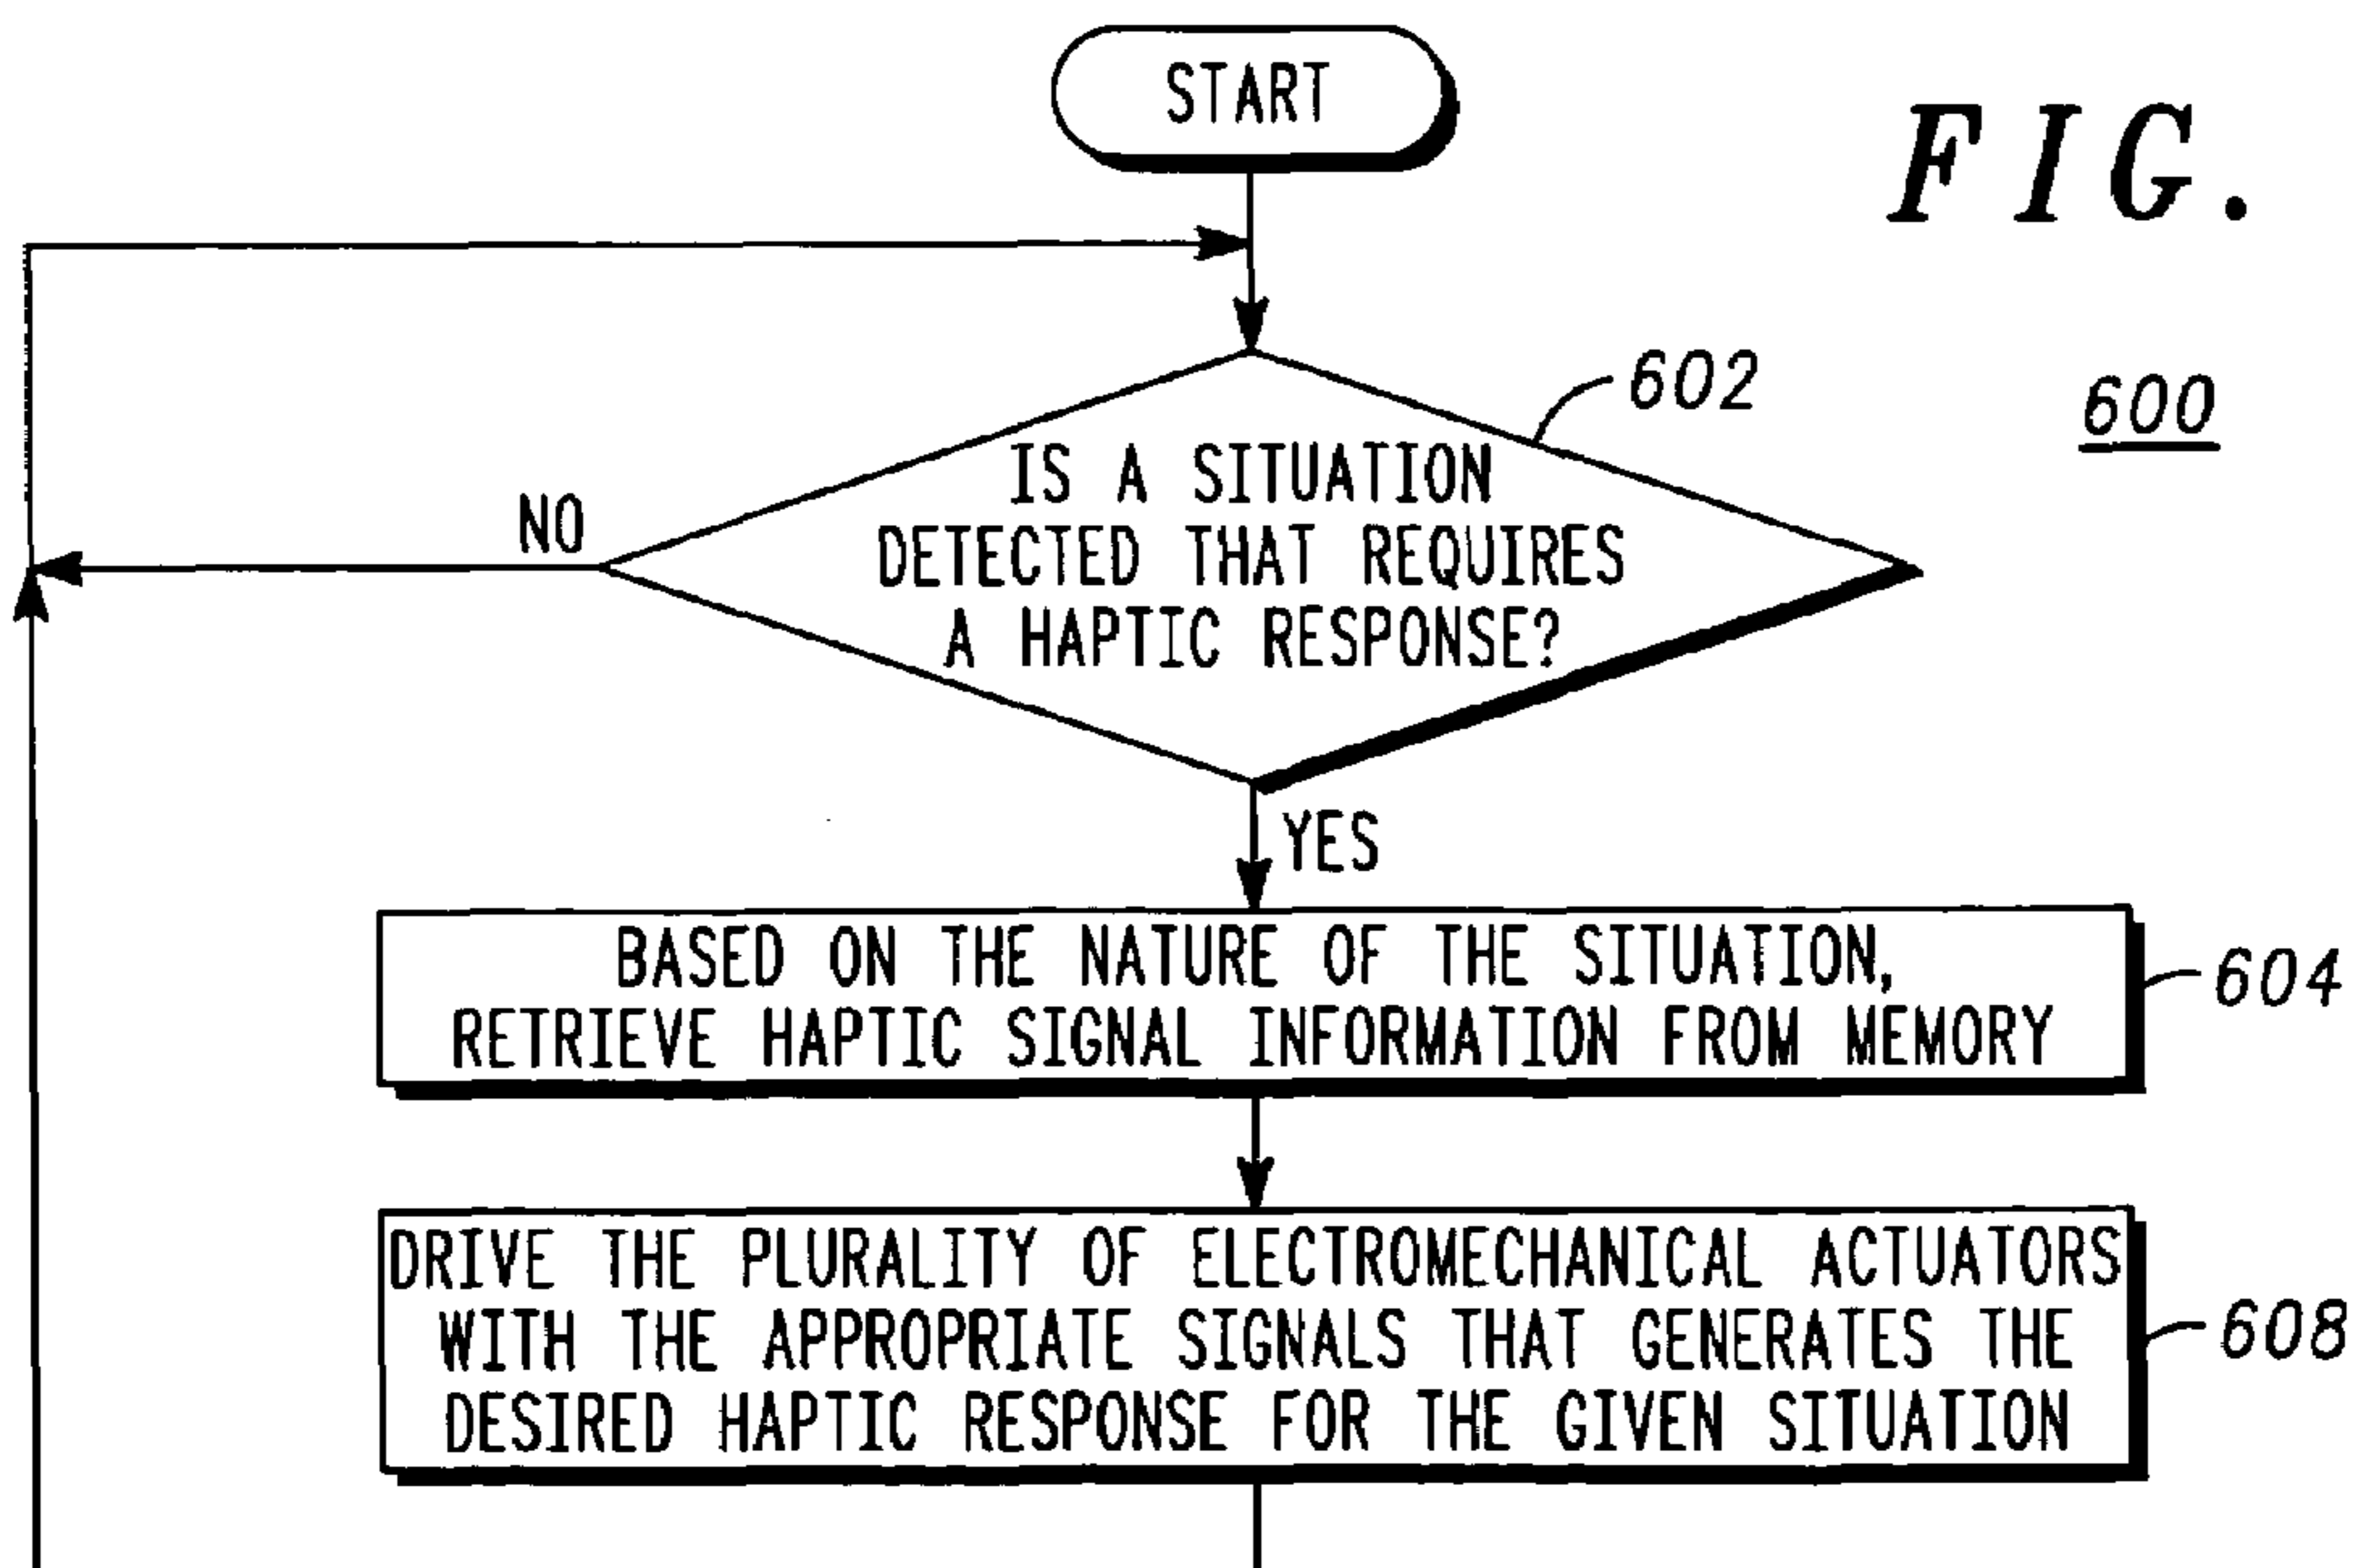 START
FIG.
602
600
IS A SITUATION
DETECTED THAT REQUIRES
A HAPTIC RESPONSE?
NO
YES
BASED ON THE NATURE OF THE SITUATION,
RETRIEVE HAPTIC SIGNAL INFORMATION FROM MEMORY
604
DRIVE THE PLURALITY OF ELECTROMECHANICAL ACTUATORS
WITH THE APPROPRIATE SIGNALS THAT GENERATES THE
DESIRED HAPTIC RESPONSE FOR THE GIVEN SITUATION
608